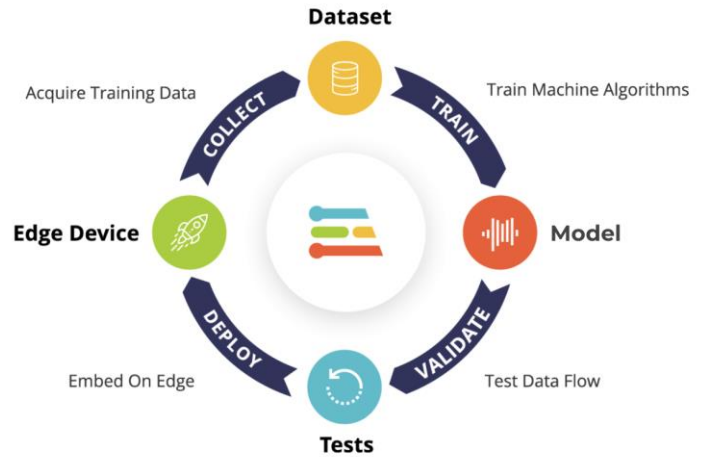 Dataset
Acquire Training Data
COLLECT
TRAIN
Train Machine Algorithms
Edge Device
Model
DEPLOY
VALIDATE
Embed On Edge
Test Data Flow
Tests